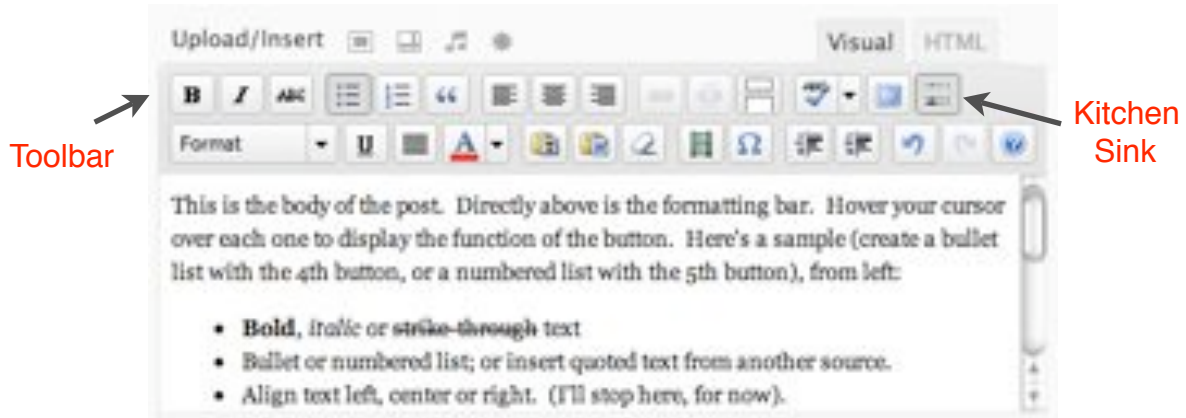 Upload/Insert
Visual HTML
B I ABC
Toolbar
Kitchen
Sink
Format U A
This is the body of the post. Directly above is the formatting bar. Hover your cursor
over each one to display the function of the button. Here's a sample (create a bullet
list with the 4th button, or a numbered list with the 5th button), from left:
• Bold, italic or strike-through text
• Bullet or numbered list; or insert quoted text from another source.
• Align text left, center or right. (I'll stop here, for now).